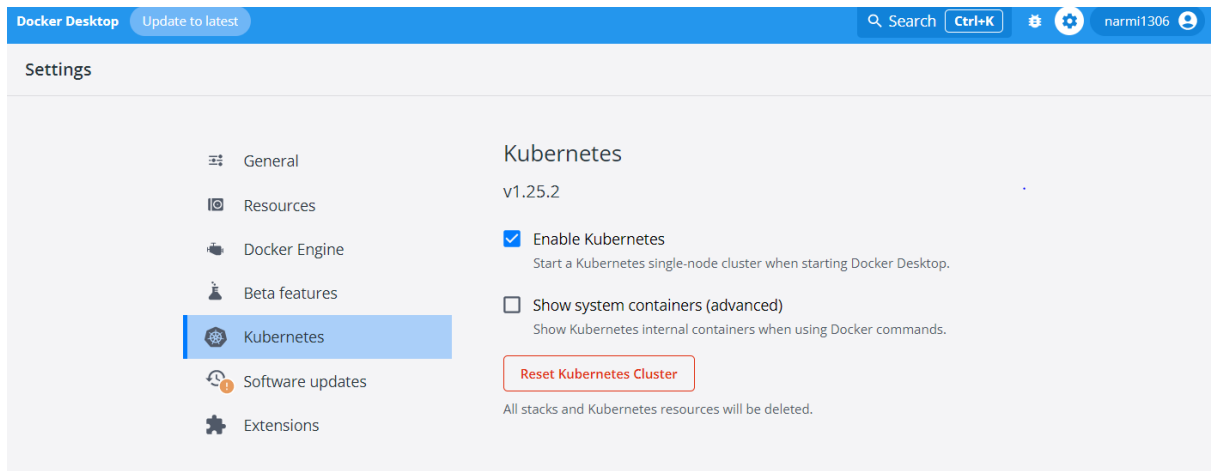 Docker Desktop Update to latest Search Ctrl+K narmi1306
Settings
General
Resources
Docker Engine
Beta features
Kubernetes
Software updates
Extensions
Kubernetes
v1.25.2
Enable Kubernetes
Start a Kubernetes single-node cluster when starting Docker Desktop.
Show system containers (advanced)
Show Kubernetes internal containers when using Docker commands.
Reset Kubernetes Cluster
All stacks and Kubernetes resources will be deleted.